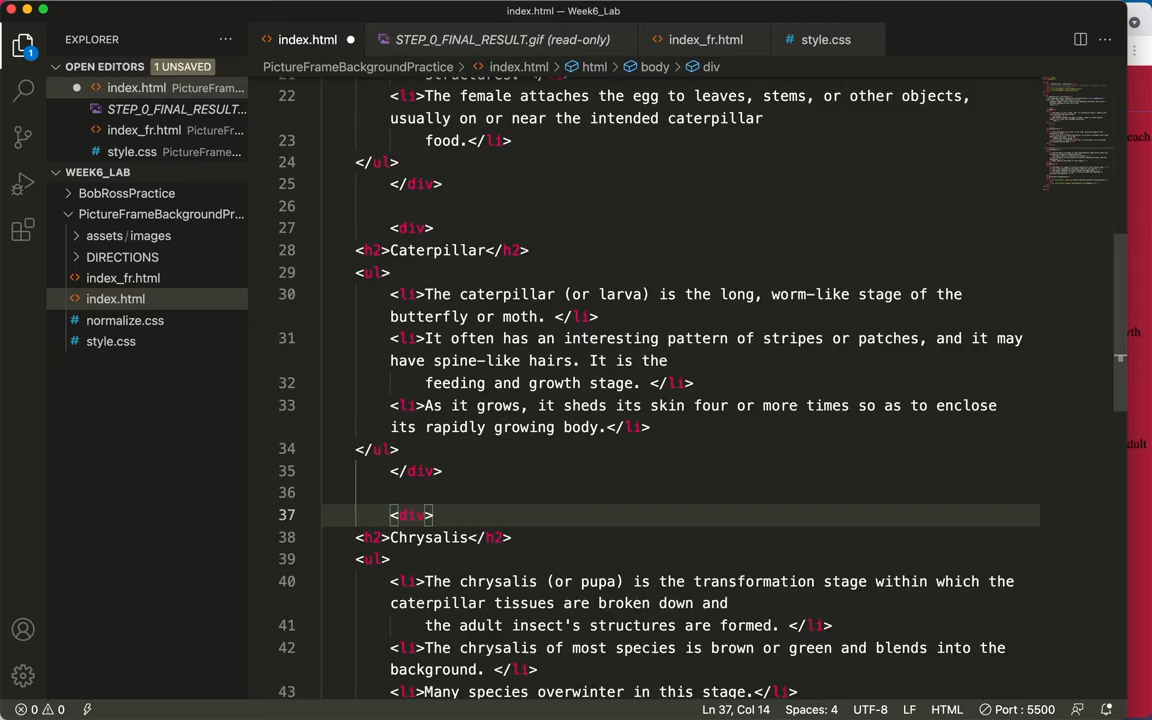 index.html — Week6_Lab
EXPLORER
OPEN EDITORS 1 UNSAVED
index.html PictureFrame...
STEP_0_FINAL_RESULT....
index_fr.html PictureFr...
style.css PictureFrame...
WEEK6_LAB
BobRossPractice
PictureFrameBackgroundPr...
assets/images
DIRECTIONS
index_fr.html
index.html
normalize.css
style.css
1
index.html
STEP_0_FINAL_RESULT.gif (read-only)
index_fr.html
style.css
PictureFrameBackgroundPractice > index.html > html > body > div
21 structures. </li>
22 <li>The female attaches the egg to leaves, stems, or other objects,
usually on or near the intended caterpillar
23 food.</li>
24 </ul>
25 </div>
26
27 <div>
28 <h2>Caterpillar</h2>
29 <ul>
30 <li>The caterpillar (or larva) is the long, worm-like stage of the
butterfly or moth. </li>
31 <li>It often has an interesting pattern of stripes or patches, and it may
have spine-like hairs. It is the
32 feeding and growth stage. </li>
33 <li>As it grows, it sheds its skin four or more times so as to enclose
its rapidly growing body.</li>
34 </ul>
35 </div>
36
37 <div>
38 <h2>Chrysalis</h2>
39 <ul>
40 <li>The chrysalis (or pupa) is the transformation stage within which the
caterpillar tissues are broken down and
41 the adult insect's structures are formed. </li>
42 <li>The chrysalis of most species is brown or green and blends into the
background. </li>
43 <li>Many species overwinter in this stage.</li>
each
wth
dult
0 0
Ln 37, Col 14 Spaces: 4 UTF-8 LF HTML Port : 5500